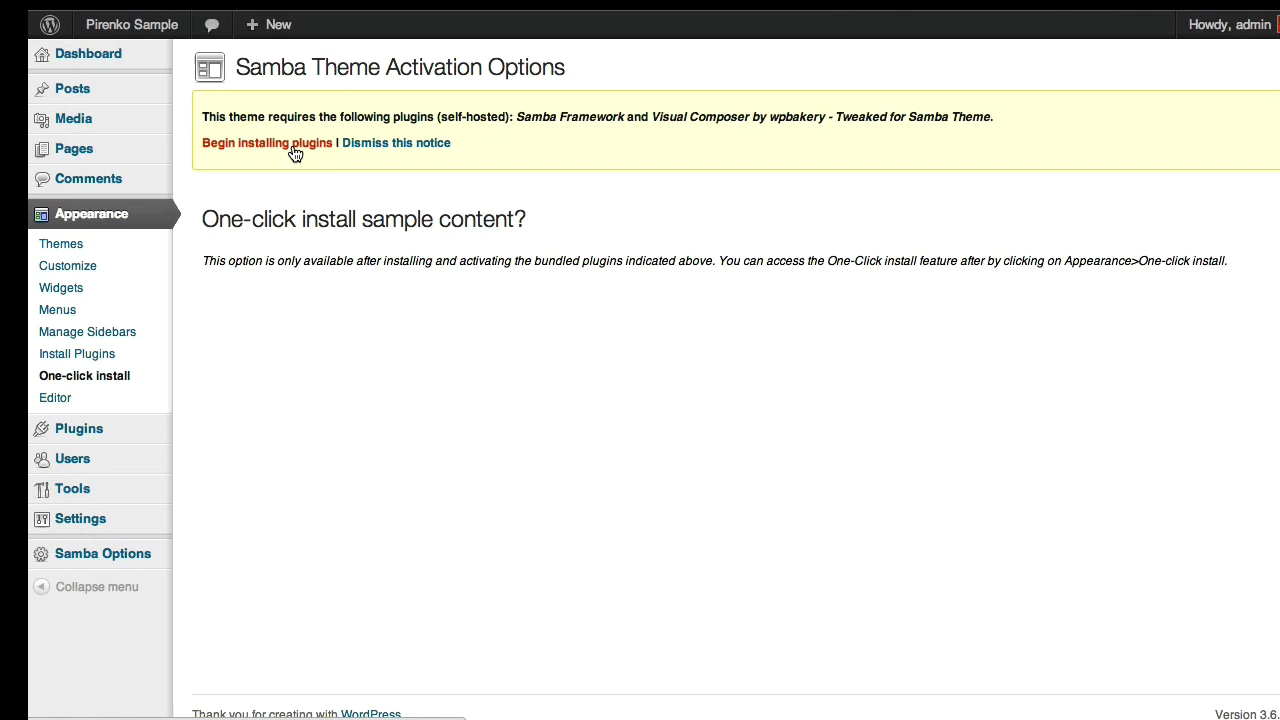 Pirenko Sample
New
Howdy, admin
Dashboard
Posts
Media
Pages
Comments
Appearance
Themes
Customize
Widgets
Menus
Manage Sidebars
Install Plugins
One-click install
Editor
Plugins
Users
Tools
Settings
Samba Options
Collapse menu
Samba Theme Activation Options
This theme requires the following plugins (self-hosted): Samba Framework and Visual Composer by wpbakery - Tweaked for Samba Theme.
Begin installing plugins | Dismiss this notice
One-click install sample content?
This option is only available after installing and activating the bundled plugins indicated above. You can access the One-Click install feature after by clicking on Appearance>One-click install.
Thank you for creating with WordPress
Version 3.6.